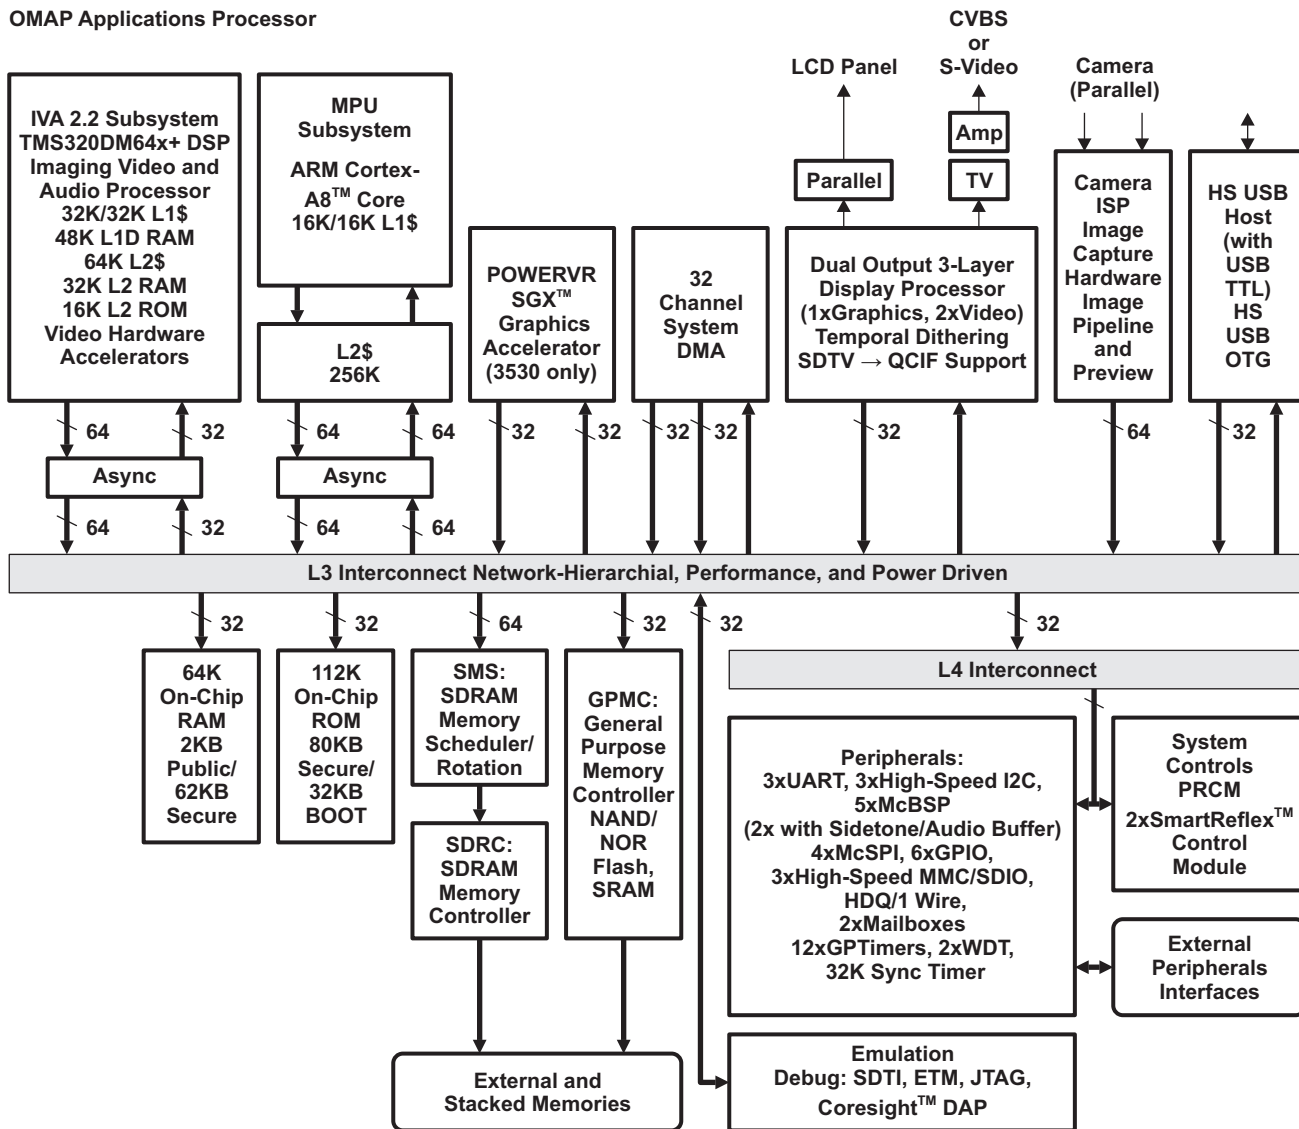 OMAP Applications Processor
CVBS
or
S-Video
LCD Panel
Camera
(Parallel)
Amp
Parallel
TV
IVA 2.2 Subsystem
TMS320DM64x+ DSP
Imaging Video and
Audio Processor
32K/32K L1$
48K L1D RAM
64K L2$
32K L2 RAM
16K L2 ROM
Video Hardware
Accelerators
MPU
Subsystem
ARM Cortex-
A8™ Core
16K/16K L1$
L2$
256K
POWERVR
SGX™
Graphics
Accelerator
(3530 only)
32
Channel
System
DMA
Dual Output 3-Layer
Display Processor
(1xGraphics, 2xVideo)
Temporal Dithering
SDTV → QCIF Support
Camera
ISP
Image
Capture
Hardware
Image
Pipeline
and
Preview
HS USB
Host
(with
USB
TTL)
HS
USB
OTG
64
32
64
64
32
32
32
32
32
64
32
Async
Async
64
32
64
64
L3 Interconnect Network-Hierarchial, Performance, and Power Driven
32
32
64
32
32
32
64K
On-Chip
RAM
2KB
Public/
62KB
Secure
112K
On-Chip
ROM
80KB
Secure/
32KB
BOOT
SMS:
SDRAM
Memory
Scheduler/
Rotation
SDRC:
SDRAM
Memory
Controller
GPMC:
General
Purpose
Memory
Controller
NAND/
NOR
Flash,
SRAM
L4 Interconnect
Peripherals:
3xUART, 3xHigh-Speed I2C,
5xMcBSP
(2x with Sidetone/Audio Buffer)
4xMcSPI, 6xGPIO,
3xHigh-Speed MMC/SDIO,
HDQ/1 Wire,
2xMailboxes
12xGPTimers, 2xWDT,
32K Sync Timer
System
Controls
PRCM
2xSmartReflex™
Control
Module
External
Peripherals
Interfaces
External and
Stacked Memories
Emulation
Debug: SDTI, ETM, JTAG,
Coresight™ DAP